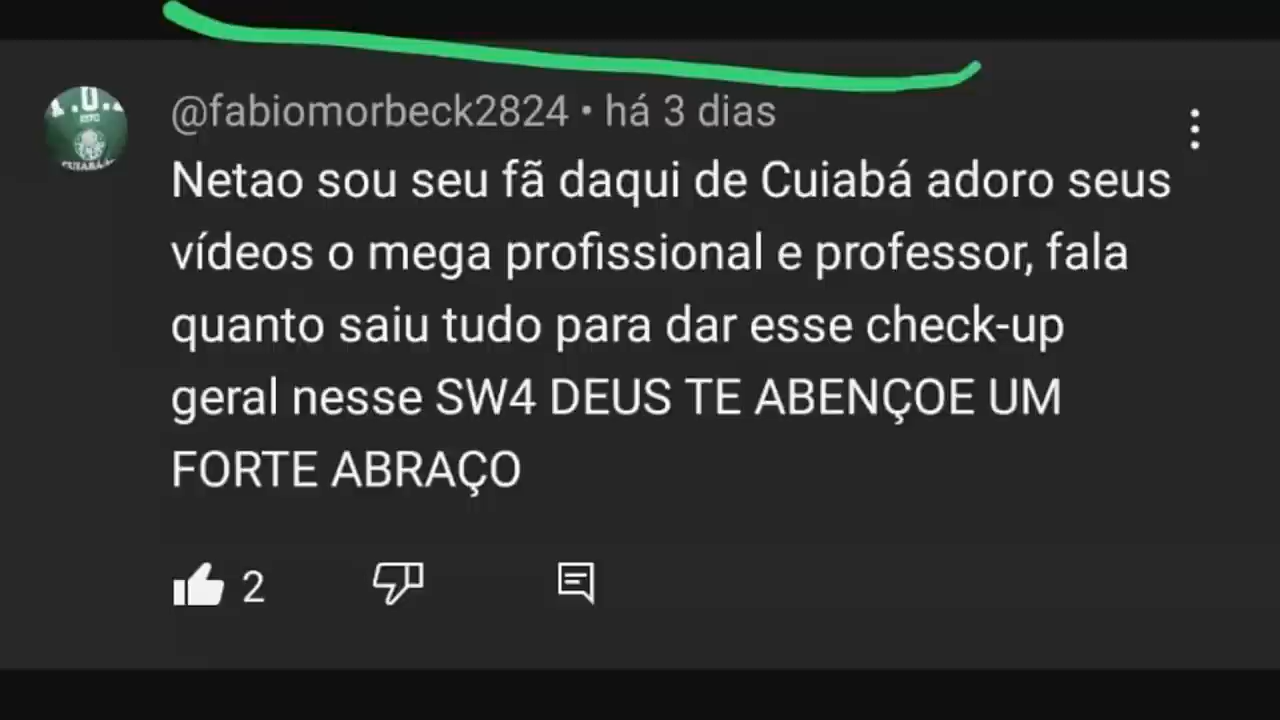 @fabiomorbeck2824 • há 3 dias
Netao sou seu fã daqui de Cuiabá adoro seus
vídeos o mega profissional e professor, fala
quanto saiu tudo para dar esse check-up
geral nesse SW4 DEUS TE ABENÇOE UM
FORTE ABRAÇO
2